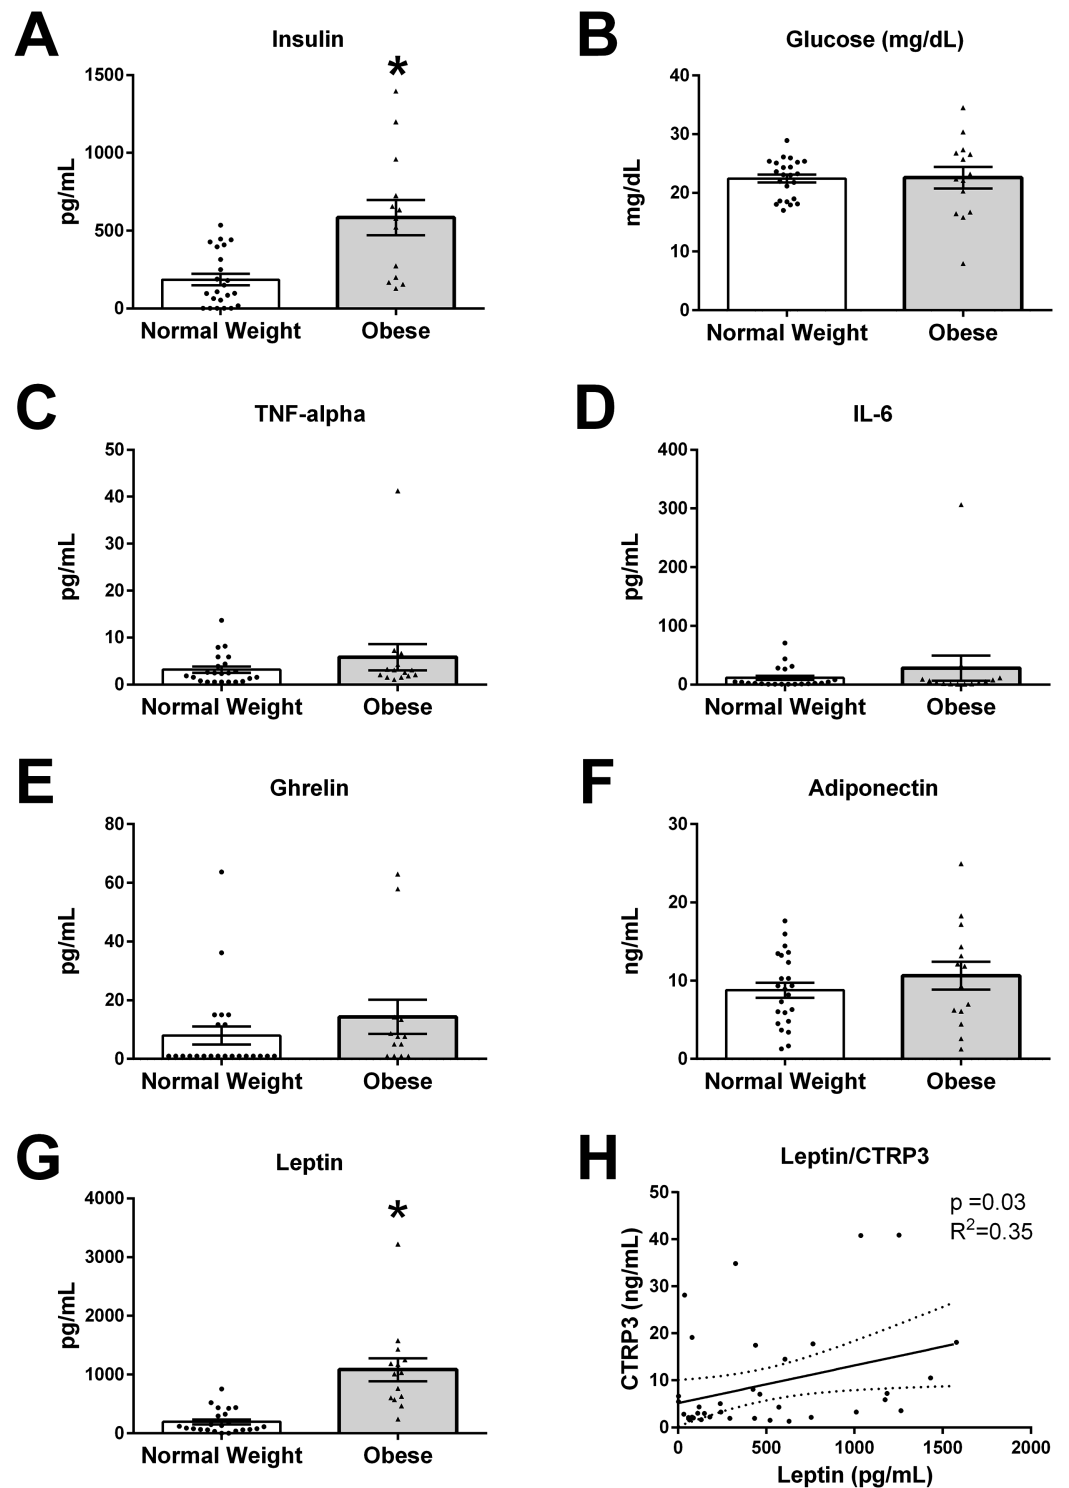 A
Insulin
*
pg/mL
1500
1000
500
0
Normal Weight
Obese
B
Glucose (mg/dL)
mg/dL
40
30
20
10
0
Normal Weight
Obese
C
TNF-alpha
pg/mL
50
40
30
20
10
0
Normal Weight
Obese
D
IL-6
pg/mL
400
300
200
100
0
Normal Weight
Obese
E
Ghrelin
pg/mL
80
60
40
20
0
Normal Weight
Obese
F
Adiponectin
ng/mL
30
20
10
0
Normal Weight
Obese
G
Leptin
*
pg/mL
4000
3000
2000
1000
0
Normal Weight
Obese
H
Leptin/CTRP3
p =0.03
R²=0.35
CTRP3 (ng/mL)
50
40
30
20
10
0
0 500 1000 1500 2000
Leptin (pg/mL)